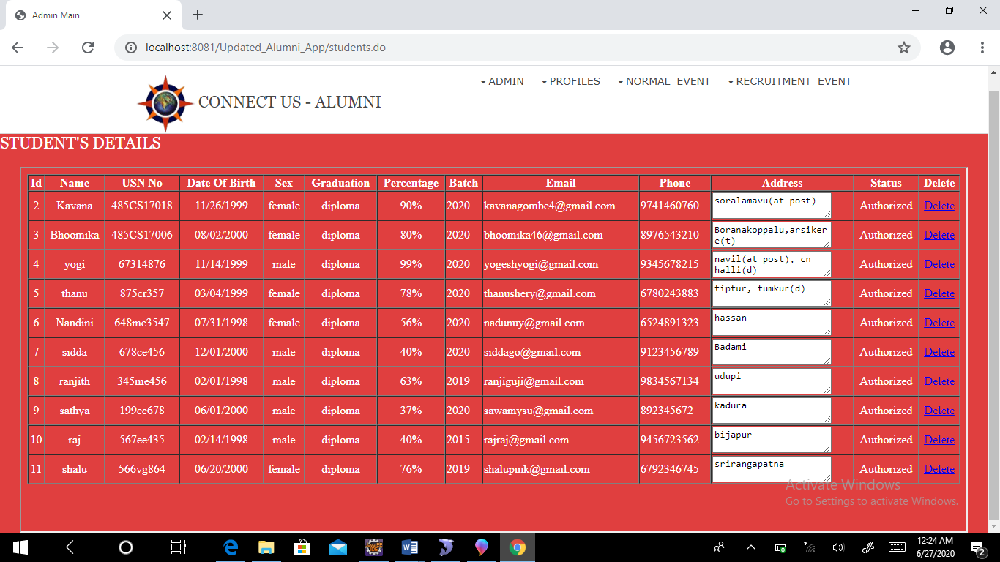 Admin Main
localhost:8081/Updated_Alumni_App/students.do
CONNECT US - ALUMNI
ADMIN PROFILES NORMAL_EVENT RECRUITMENT_EVENT
STUDENT'S DETAILS
Id Name USN No Date Of Birth Sex Graduation Percentage Batch Email Phone Address Status Delete
2 Kavana 485CS17018 11/26/1999 female diploma 90% 2020 kavanagombe4@gmail.com 9741460760 soralamavu(at post) Authorized Delete
3 Bhoomika 485CS17006 08/02/2000 female diploma 80% 2020 bhoomika46@gmail.com 8976543210 Boranakoppalu,arsikere(t) Authorized Delete
4 yogi 67314876 11/14/1999 male diploma 99% 2020 yogeshyogi@gmail.com 9345678215 navil(at post), cn halli(d) Authorized Delete
5 thanu 875cr357 03/04/1999 female diploma 78% 2020 thanushery@gmail.com 6780243883 tiptur, tumkur(d) Authorized Delete
6 Nandini 648me3547 07/31/1998 female diploma 56% 2020 nadunuy@gmail.com 6524891323 hassan Authorized Delete
7 sidda 678ce456 12/01/2000 male diploma 40% 2020 siddago@gmail.com 9123456789 Badami Authorized Delete
8 ranjith 345me456 02/01/1998 male diploma 63% 2019 ranjiguji@gmail.com 9834567134 udupi Authorized Delete
9 sathya 199ec678 06/01/2000 male diploma 37% 2020 sawamysu@gmail.com 892345672 kadura Authorized Delete
10 raj 567ee435 02/14/1998 male diploma 40% 2015 rajraj@gmail.com 9456723562 bijapur Authorized Delete
11 shalu 566vg864 06/20/2000 female diploma 76% 2019 shalupink@gmail.com 6792346745 srirangapatna Authorized Delete
Activate Windows
Go to Settings to activate Windows.
12:24 AM
6/27/2020
2